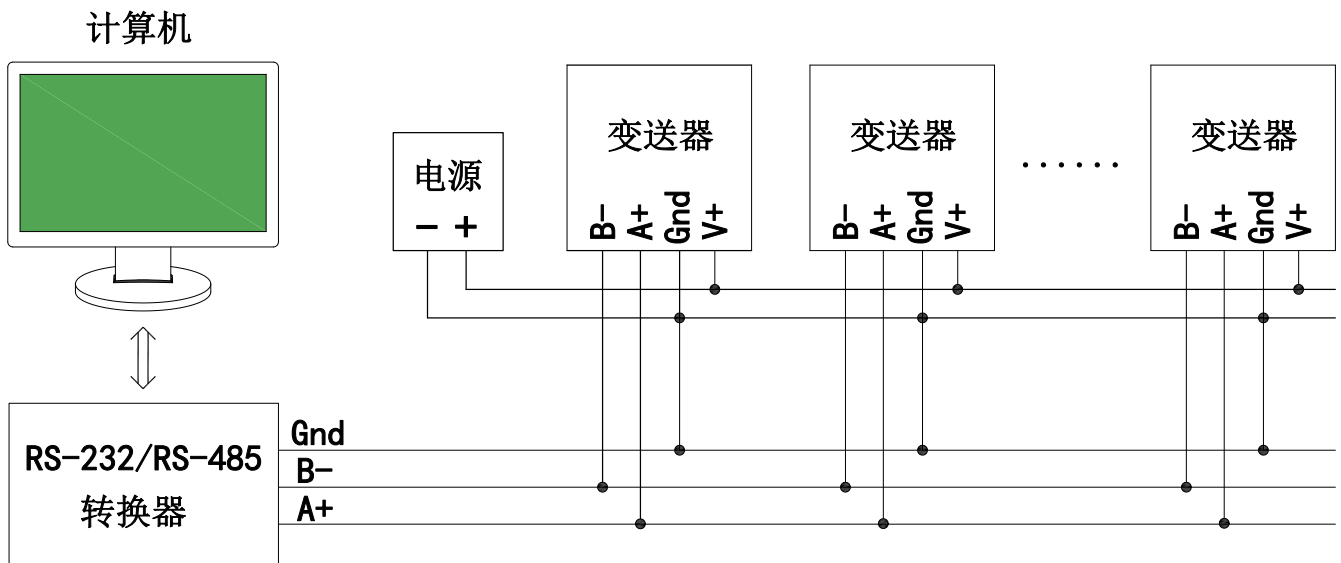 计算机
电源
- +
变送器
B- A+ Gnd V+
变送器
B- A+ Gnd V+
......
变送器
B- A+ Gnd V+
RS-232/RS-485
转换器
Gnd
B-
A+